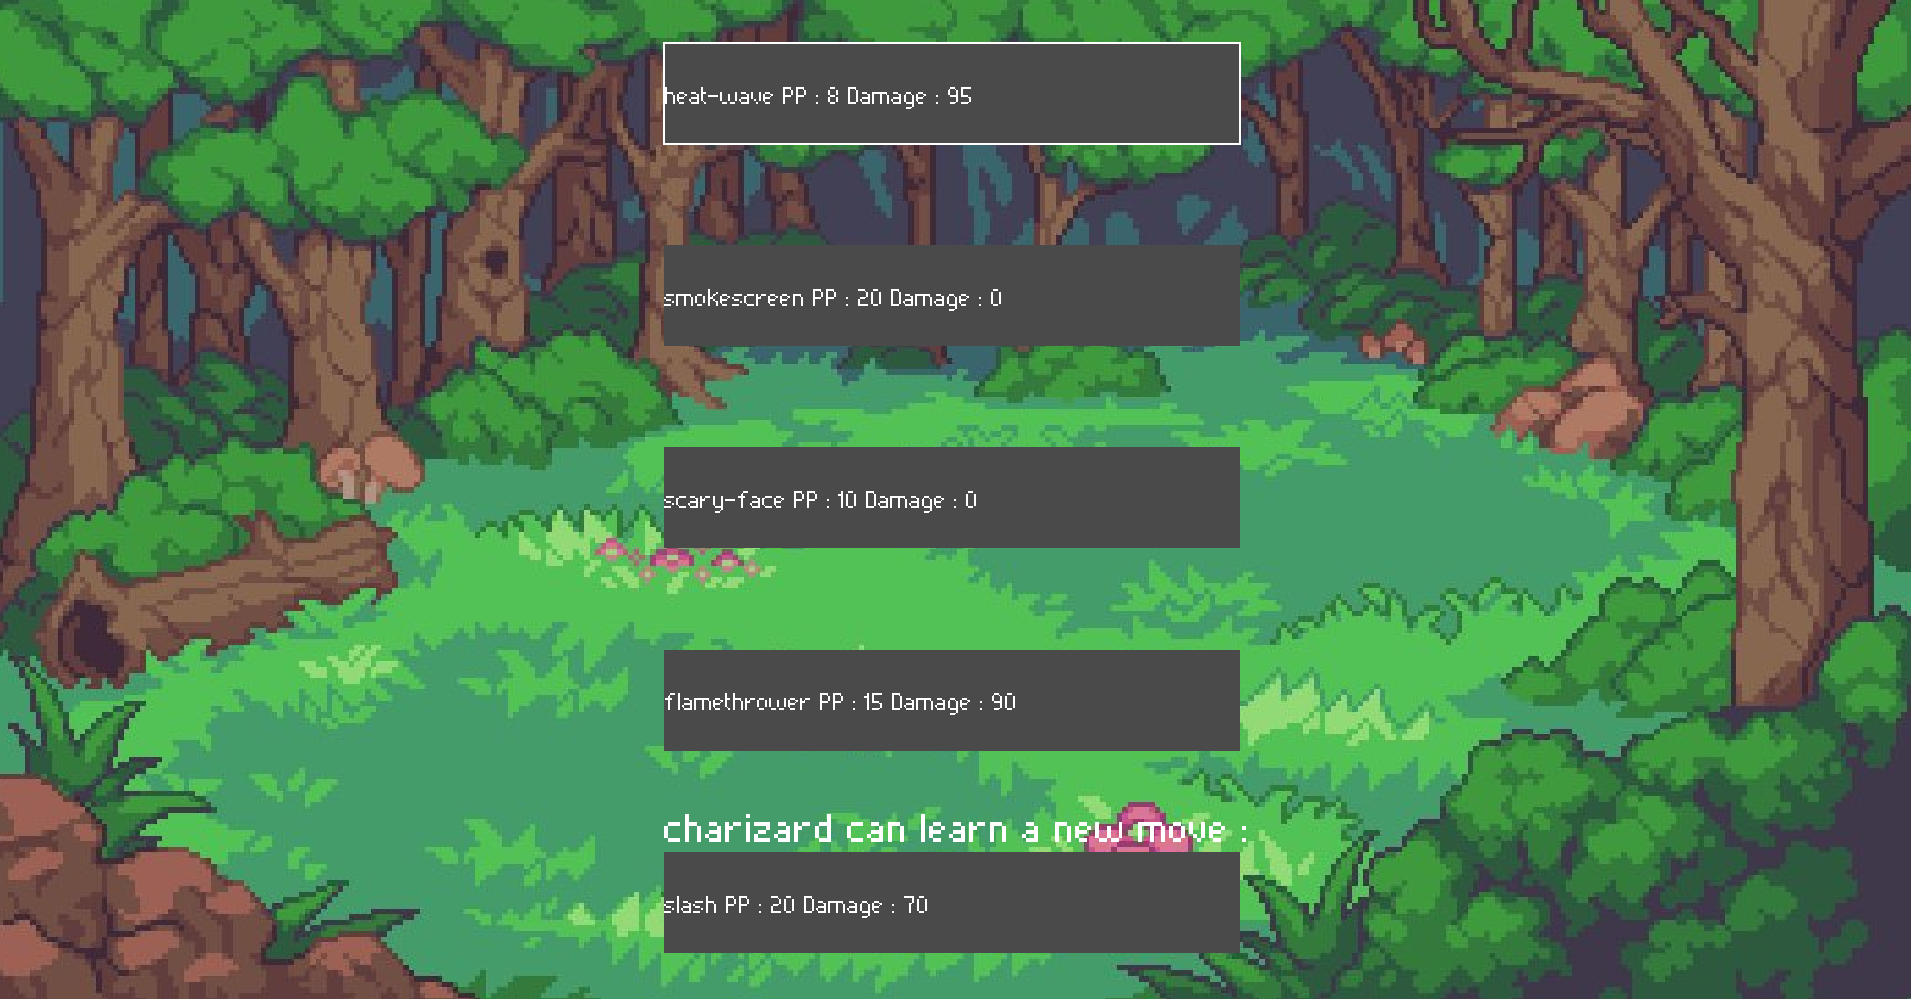 heat-wave PP : 8 Damage : 95
smokescreen PP : 20 Damage : 0
scary-face PP : 10 Damage : 0
flamethrower PP : 15 Damage : 90
charizard can learn a new move :
slash PP : 20 Damage : 70